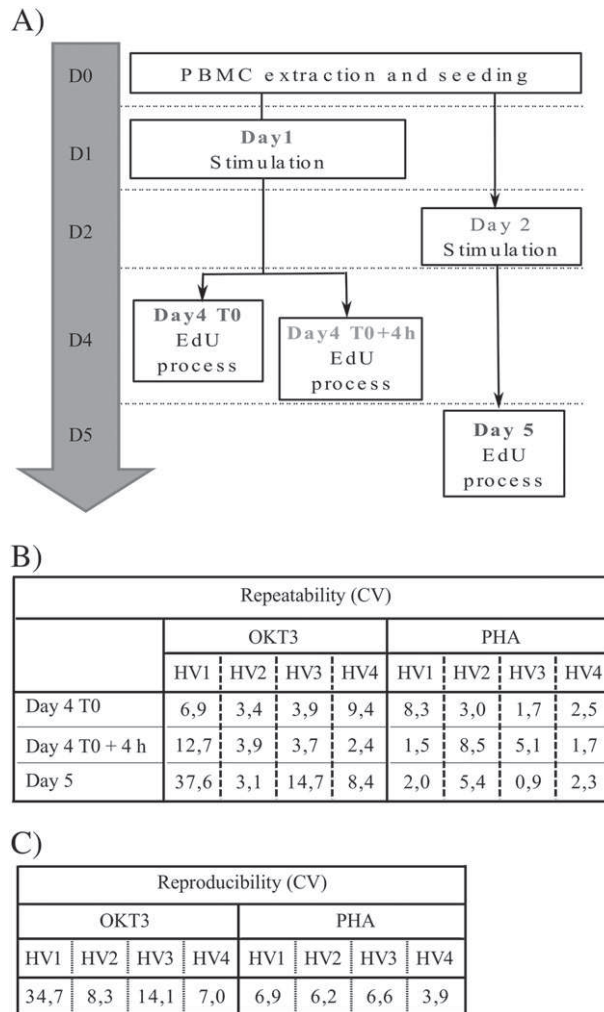 A)
D0
PBMC extraction and seeding
D1
Day1
Stimulation
D2
Day 2
Stimulation
D4
Day4 T0
EdU
process
Day4 T0+4h
EdU
process
D5
Day 5
EdU
process
B)
Repeatability (CV)
OKT3 PHA
HV1 HV2 HV3 HV4 HV1 HV2 HV3 HV4
Day 4 T0 6,9 3,4 3,9 9,4 8,3 3,0 1,7 2,5
Day 4 T0 + 4 h 12,7 3,9 3,7 2,4 1,5 8,5 5,1 1,7
Day 5 37,6 3,1 14,7 8,4 2,0 5,4 0,9 2,3
C)
Reproducibility (CV)
OKT3 PHA
HV1 HV2 HV3 HV4 HV1 HV2 HV3 HV4
34,7 8,3 14,1 7,0 6,9 6,2 6,6 3,9